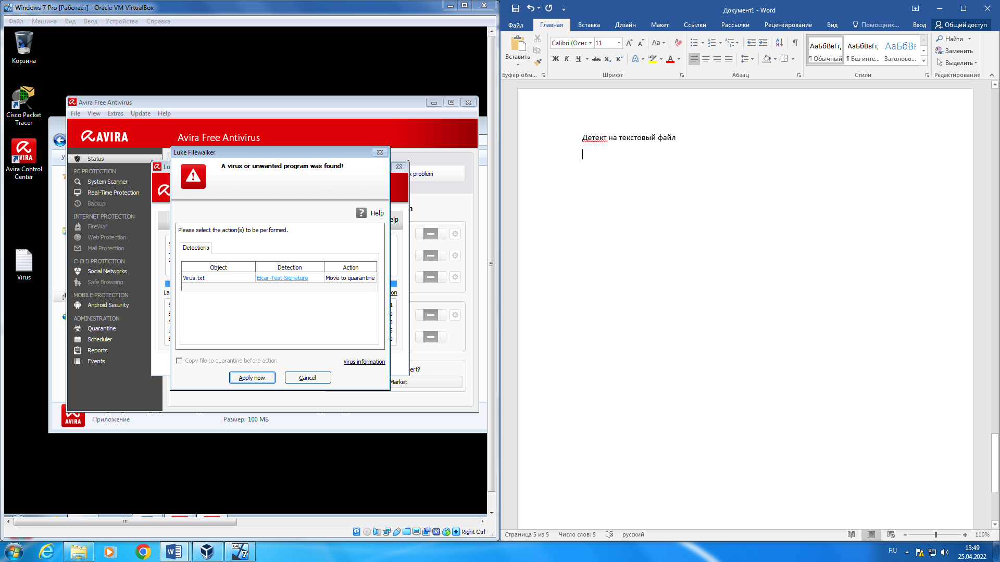 Windows 7 Pro [Работает] - Oracle VM VirtualBox
Файл Машина Вид Ввод Устройства Справка
Корзина
Cisco Packet
Tracer
AVIRA
Avira Control
Center
Virus
Avira Free Antivirus
File View Extras Update Help
AVIRA
Avira Free Antivirus
Status
PC PROTECTION
System Scanner
Real-Time Protection
Backup
INTERNET PROTECTION
FireWall
Web Protection
Mail Protection
CHILD PROTECTION
Social Networks
Safe Browsing
MOBILE PROTECTION
Android Security
ADMINISTRATION
Quarantine
Scheduler
Reports
Events
problem
Market
Luke Filewalker
A virus or unwanted program was found!
? Help
Please select the action(s) to be performed.
Detections
Object Detection Action
Virus.txt Eicar-Test-Signature Move to quarantine
Copy file to quarantine before action
Virus information
Apply now Cancel
AVIRA
Приложение Размер: 100 МБ
Right Ctrl
Документ1 - Word
Файл Главная Вставка Дизайн Макет Ссылки Рассылки Рецензирование Вид Помощник... Вход Общий доступ
Вставить
Calibri (Оснс 11
Aa
Ж К Ч abc x₂ x²
АаБбВвГг, АаБбВвГг, АаБбВв
¶ Обычный ¶ Без инте... Заголово...
Найти
Заменить
Выделить
Буфер обм... Шрифт Абзац Стили Редактирование
Детект на текстовый файл
Страница 5 из 5 Число слов: 5 русский 110%
RU
13:49
25.04.2022